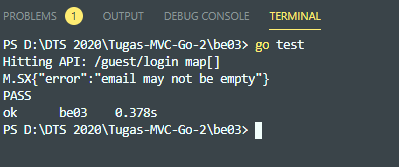 PROBLEMS 1 OUTPUT DEBUG CONSOLE TERMINAL
PS D:\DTS 2020\Tugas-MVC-Go-2\be03> go test
Hitting API: /guest/login map[]
M.SX{"error":"email may not be empty"}
PASS
ok be03 0.378s
PS D:\DTS 2020\Tugas-MVC-Go-2\be03>